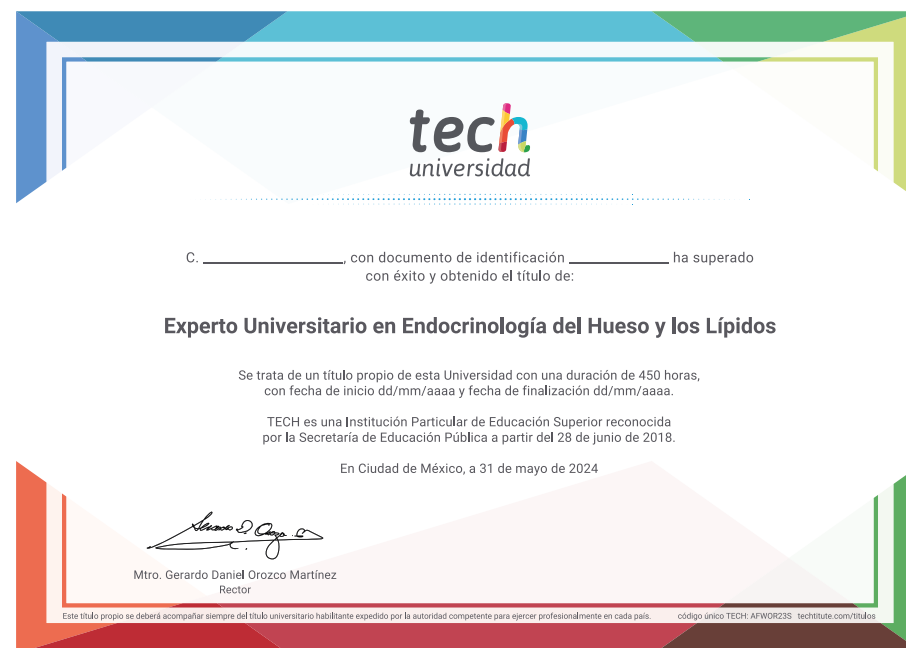 tech
universidad
C. ____________, con documento de identificación ____________ ha superado
con éxito y obtenido el título de:
Experto Universitario en Endocrinología del Hueso y los Lípidos
Se trata de un título propio de esta Universidad con una duración de 450 horas,
con fecha de inicio dd/mm/aaaa y fecha de finalización dd/mm/aaaa.
TECH es una Institución Particular de Educación Superior reconocida
por la Secretaría de Educación Pública a partir del 28 de junio de 2018.
En Ciudad de México, a 31 de mayo de 2024
Mtro. Gerardo Daniel Orozco Martínez
Rector
Este título propio se deberá acompañar siempre del título universitario habilitante expedido por la autoridad competente para ejercer profesionalmente en cada país. código único TECH: AFWOR23S techtitute.com/titulos